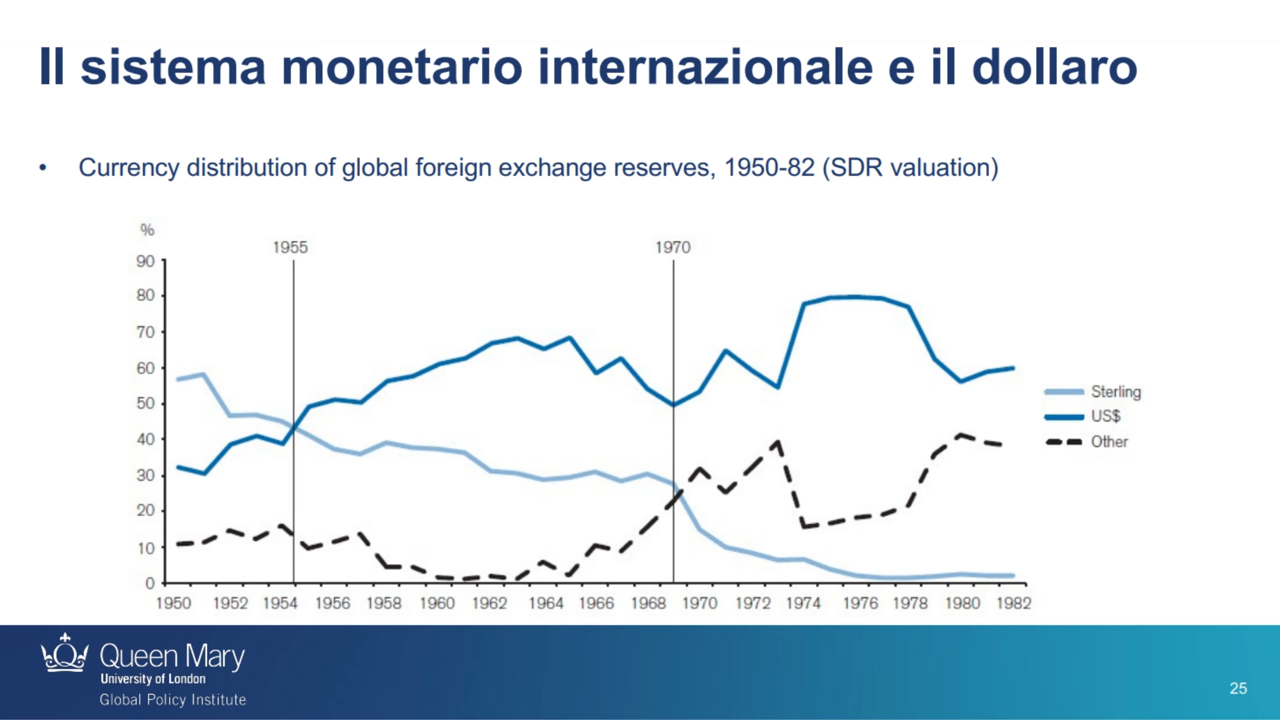 Il sistema monetario internazionale e il dollaro
• Currency distribution of global foreign exchange reserves, 1950-82 (SDR valuation)
%
1955
1970
90
80
70
60
50
40
30
20
10
0
1950 1952 1954 1956 1958 1960 1962 1964 1966 1968 1970 1972 1974 1976 1978 1980 1982
Sterling
US$
Other
Queen Mary
University of London
Global Policy Institute
25